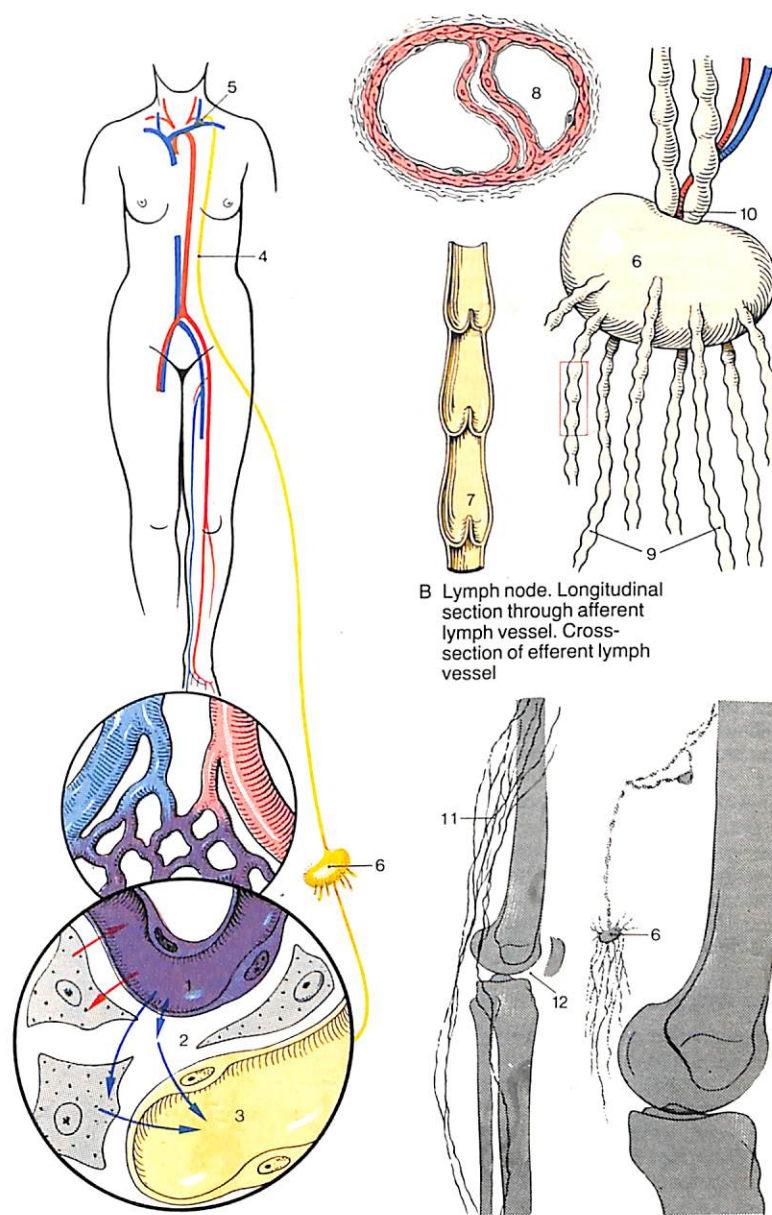 5
8
10
4
6
7
9
B Lymph node. Longitudinal
section through afferent
lymph vessel. Cross-
section of efferent lymph
vessel
11
6
6
12
1
2
3